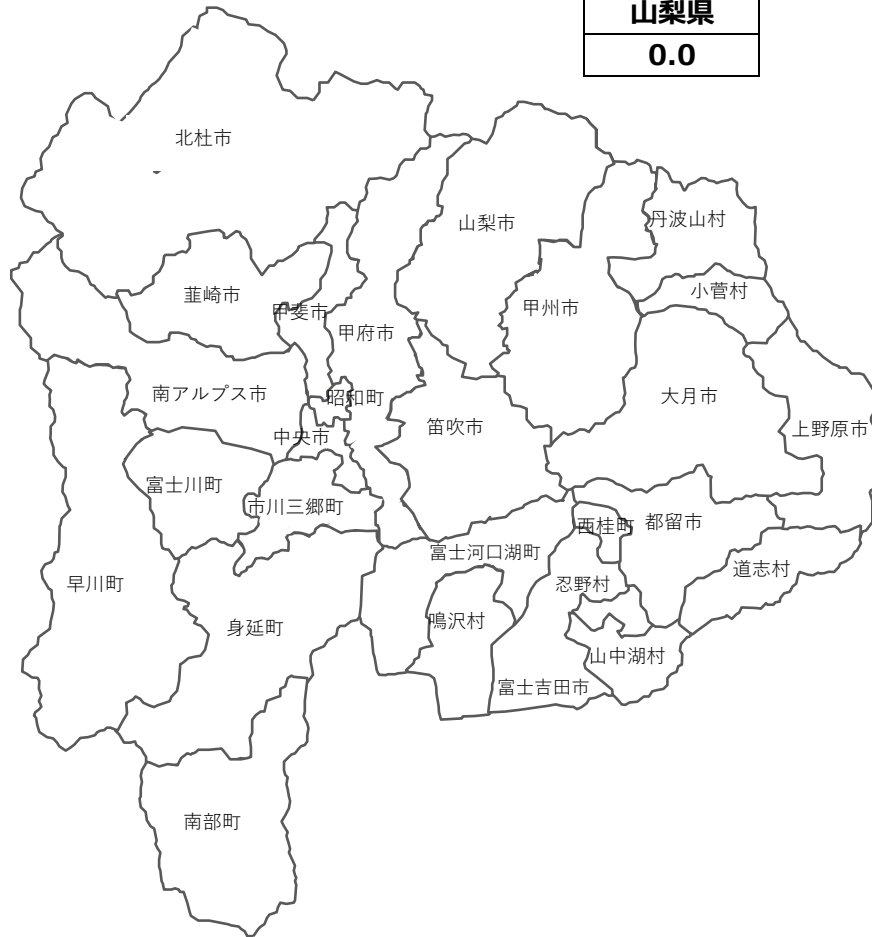 山梨県
0.0
北杜市
山梨市
丹波山村
小菅村
韮崎市
甲斐市
甲府市
甲州市
南アルプス市
昭和町
大月市
笛吹市
上野原市
中央市
富士川町
市川三郷町
西桂町
都留市
富士河口湖町
道志村
早川町
忍野村
身延町
鳴沢村
山中湖村
富士吉田市
南部町